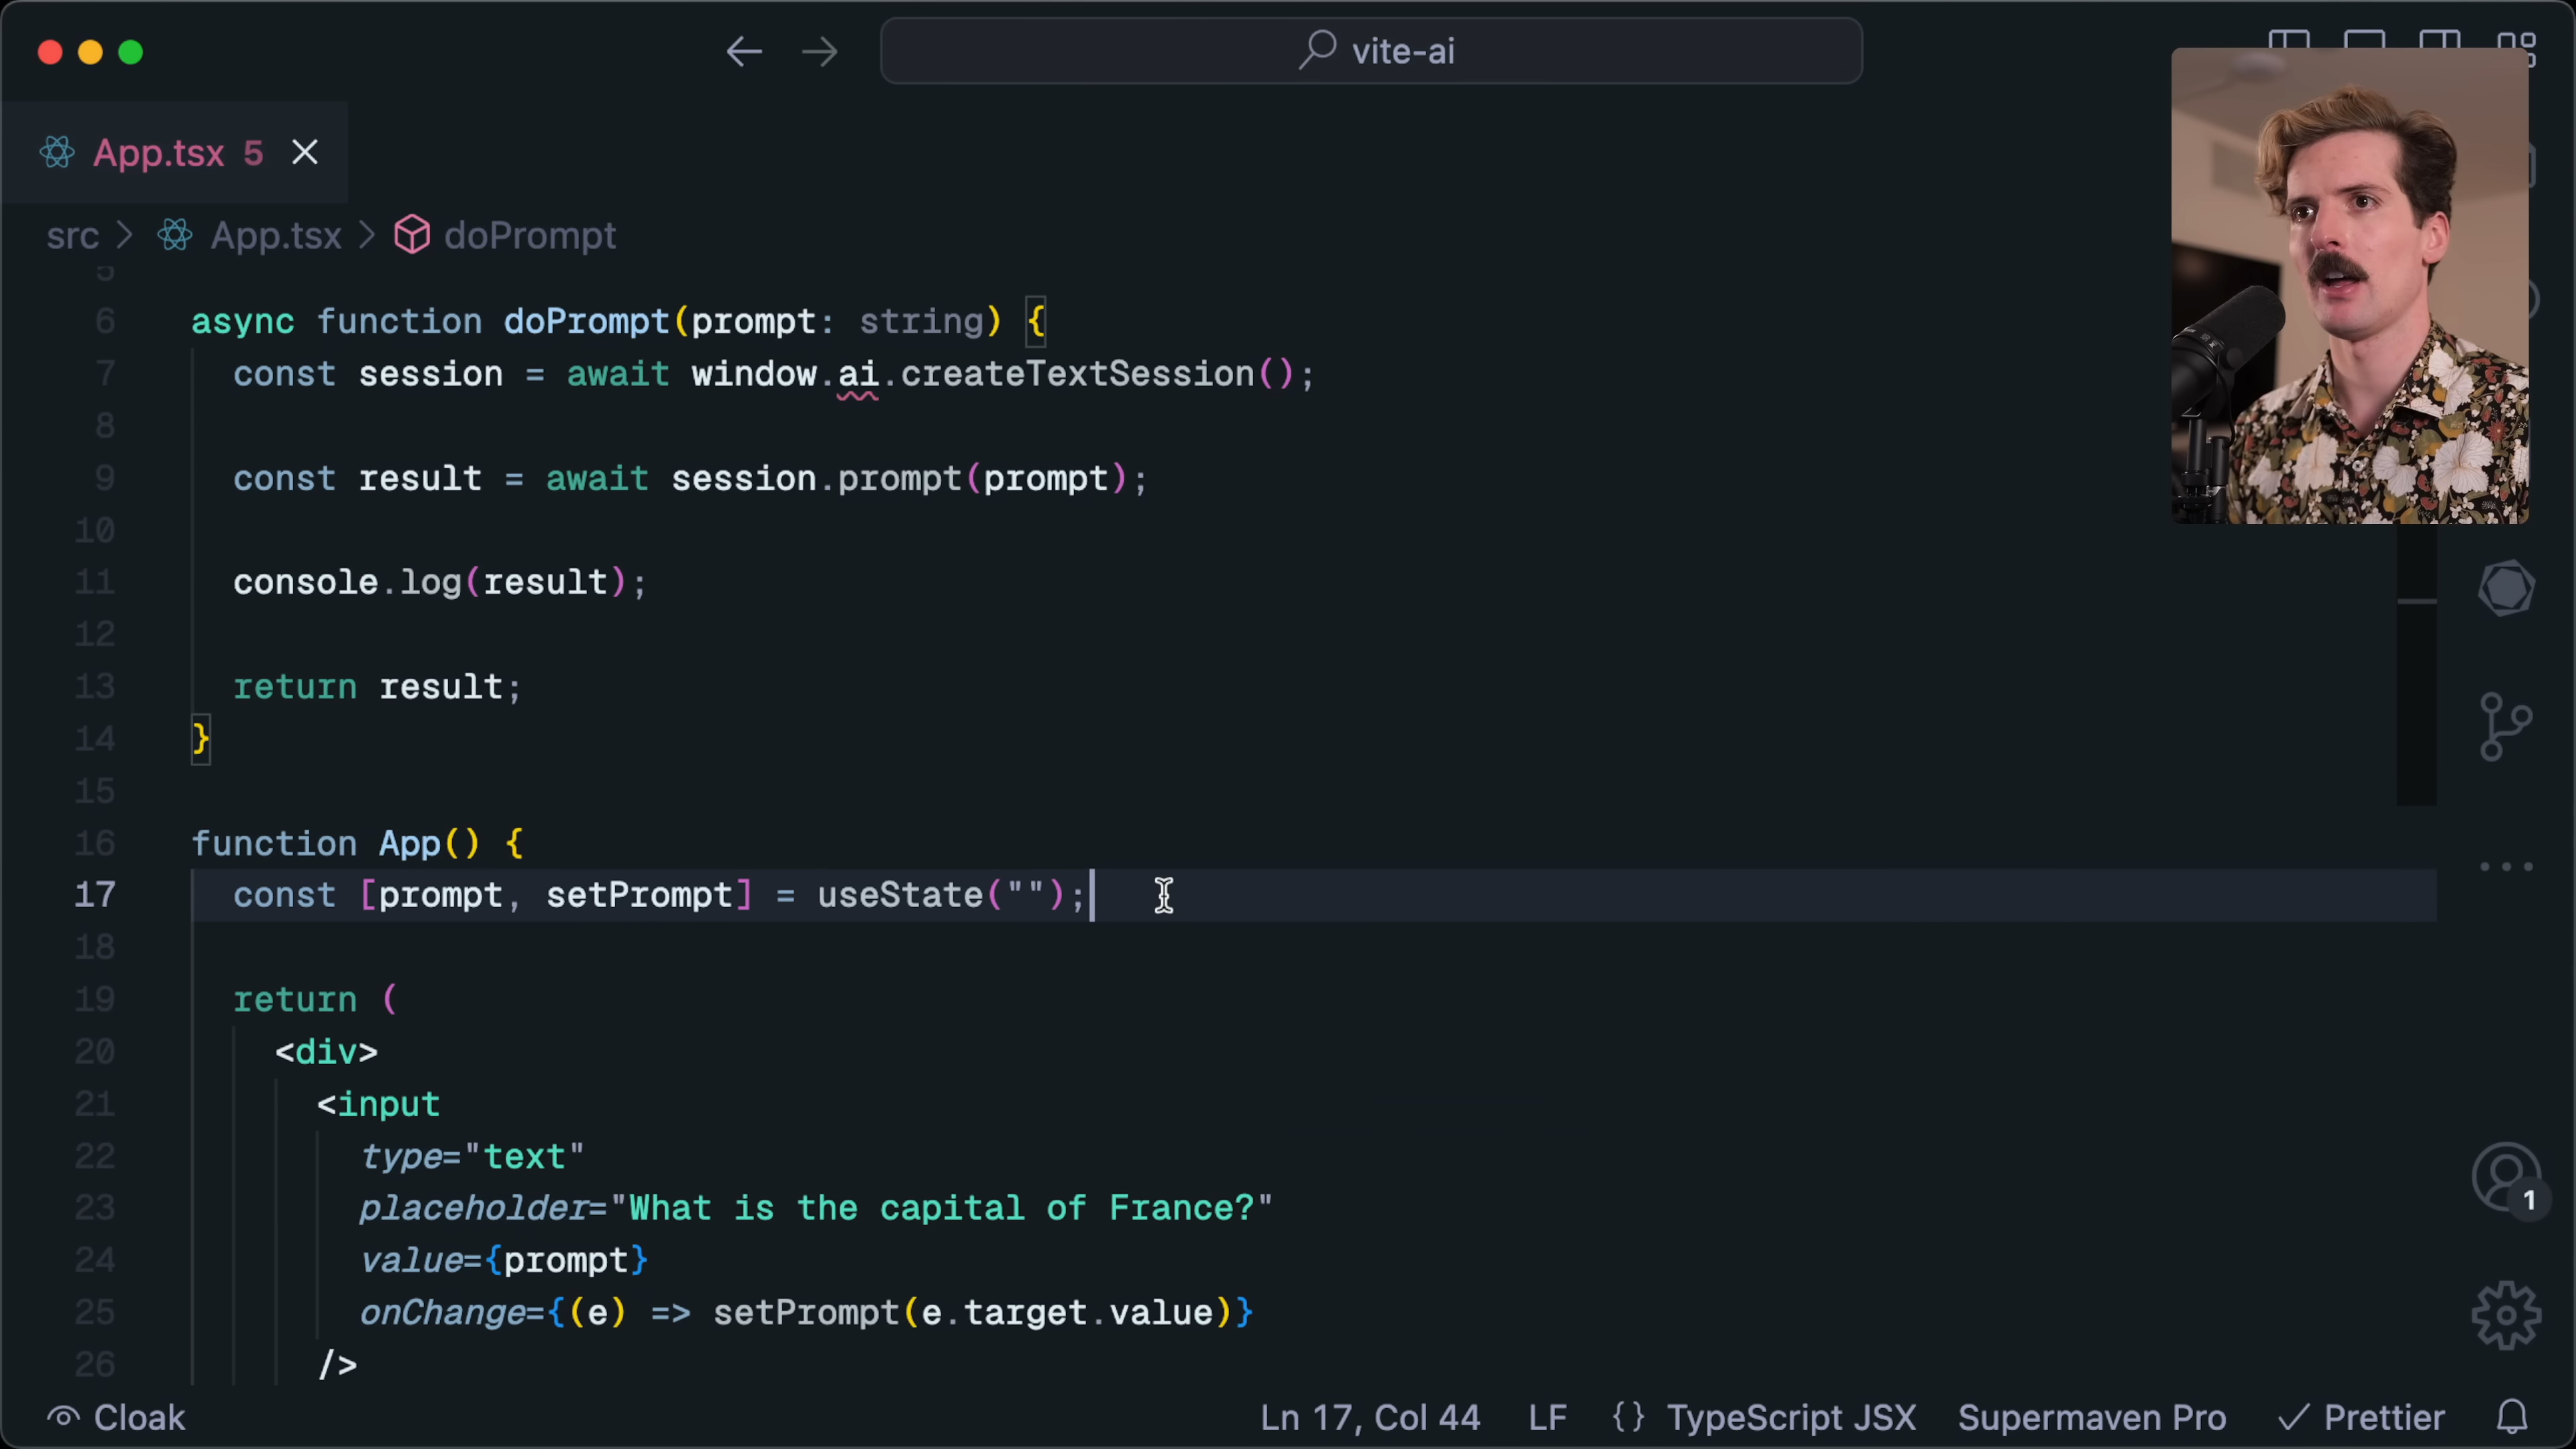 vite-ai
App.tsx 5
src > App.tsx > doPrompt
5
6 async function doPrompt(prompt: string) {
7 const session = await window.ai.createTextSession();
8
9 const result = await session.prompt(prompt);
10
11 console.log(result);
12
13 return result;
14 }
15
16 function App() {
17 const [prompt, setPrompt] = useState("");
18
19 return (
20 <div>
21 <input
22 type="text"
23 placeholder="What is the capital of France?"
24 value={prompt}
25 onChange={(e) => setPrompt(e.target.value)}
26 />
1
Cloak Ln 17, Col 44 LF {} TypeScript JSX Supermaven Pro Prettier